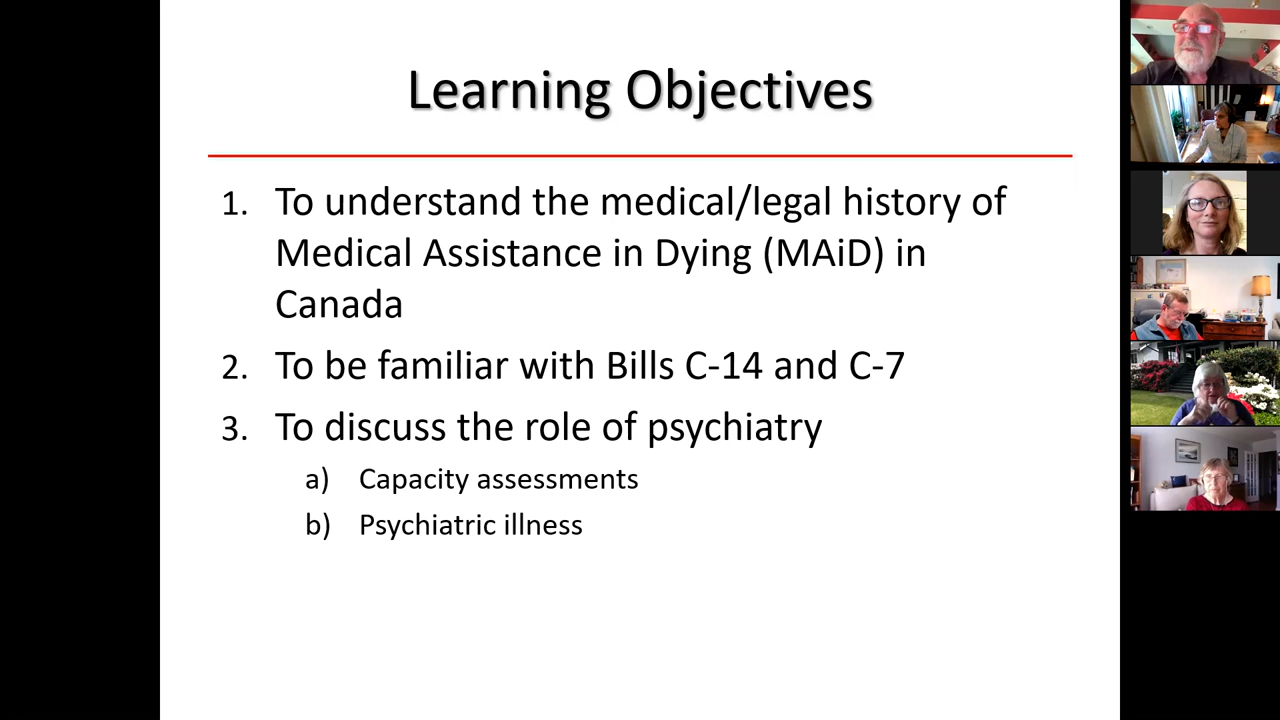 Learning Objectives
1. To understand the medical/legal history of
Medical Assistance in Dying (MAiD) in
Canada
2. To be familiar with Bills C-14 and C-7
3. To discuss the role of psychiatry
a) Capacity assessments
b) Psychiatric illness